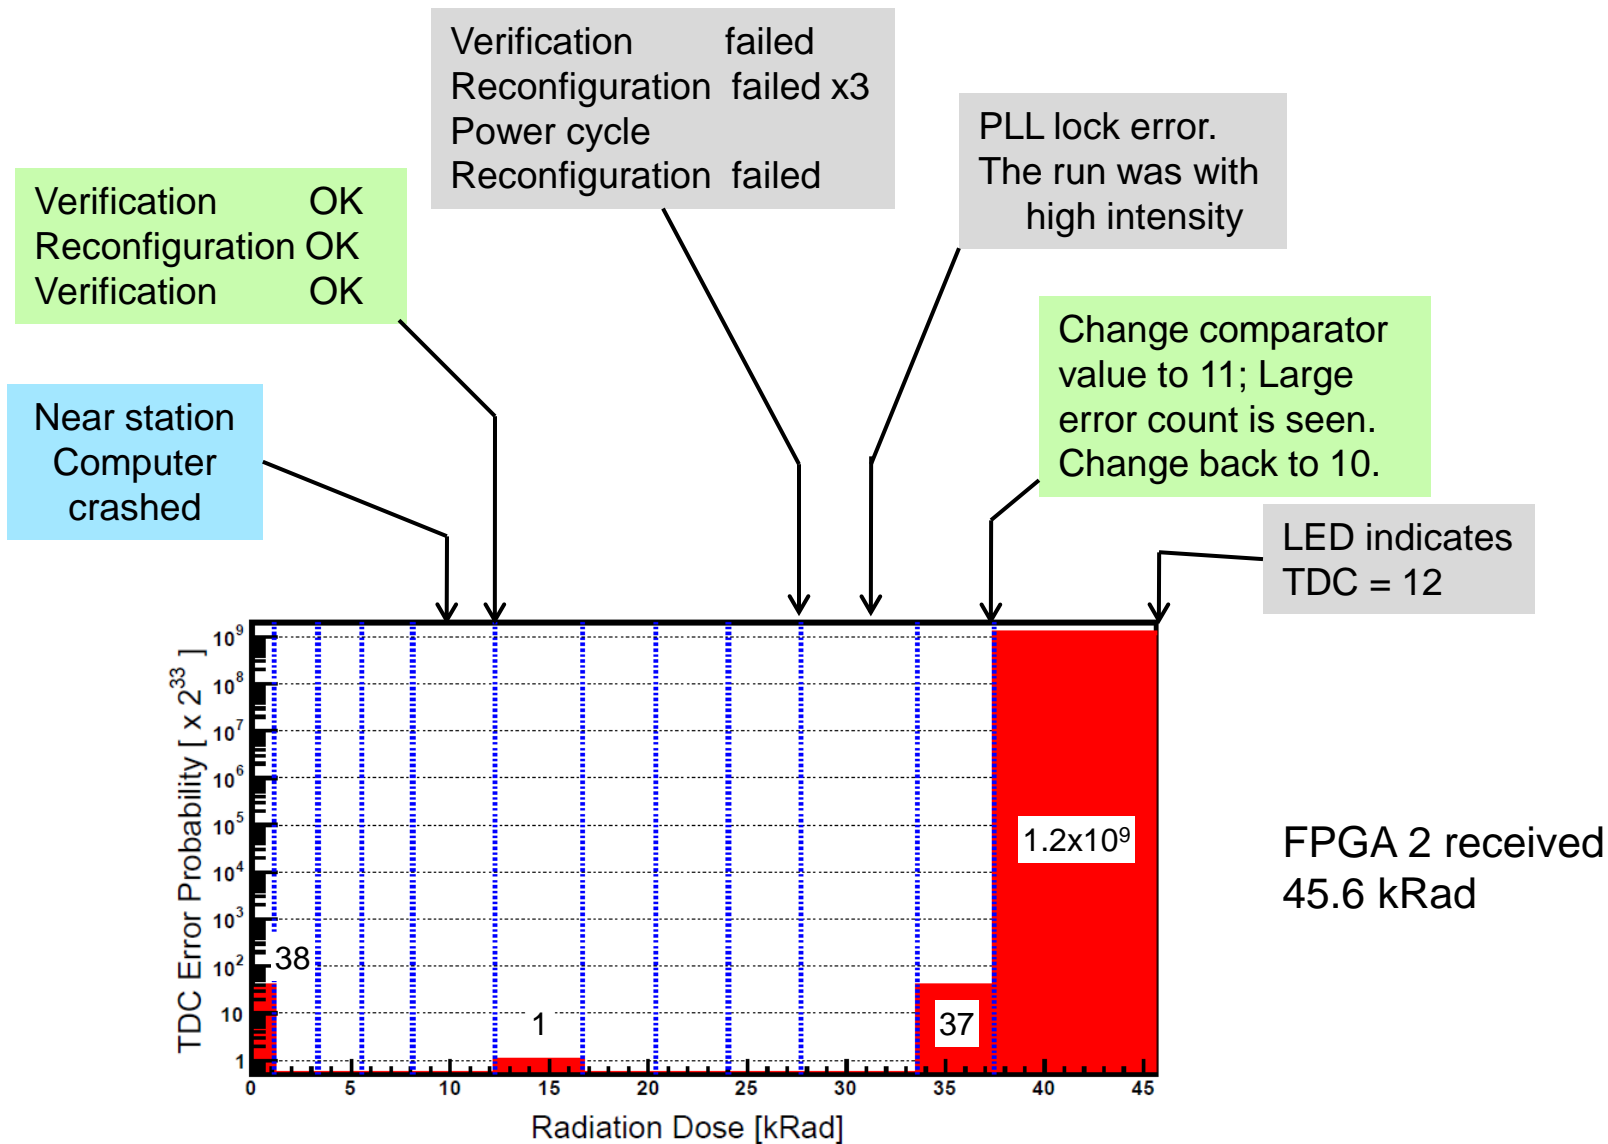 Verification failed
Reconfiguration failed x3
Power cycle
Reconfiguration failed
PLL lock error.
The run was with
high intensity
Verification OK
Reconfiguration OK
Verification OK
Change comparator
value to 11; Large
error count is seen.
Change back to 10.
Near station
Computer
crashed
LED indicates
TDC = 12
TDC Error Probability [ x 2³³ ]
10⁹
10⁸
10⁷
10⁶
10⁵
10⁴
10³
10²
10
1
38
1
37
1.2x10⁹
0 5 10 15 20 25 30 35 40 45
Radiation Dose [kRad]
FPGA 2 received
45.6 kRad